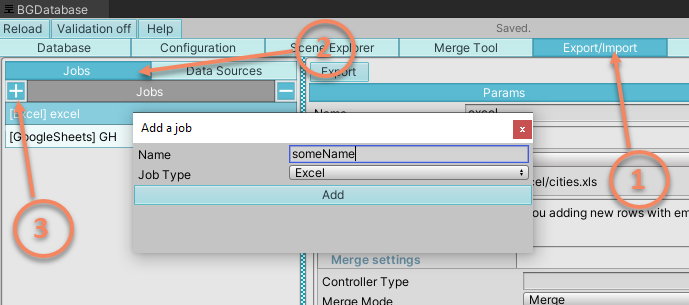 BGDatabase
Reload Validation off Help Saved.
Database Configuration Scene Explorer Merge Tool Export/Import
Jobs Data Sources Export
Jobs Params
[Excel] excel Name excel
[GoogleSheets] GH
Add a job x
Name someName
Job Type Excel
Add
cel/cities.xls
ou adding new rows with em
Merge settings
Controller Type
Merge Mode Merge
1
2
3